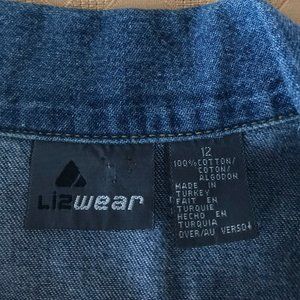 LIZwear
12
100%COTTON/
COTON/
ALGODON
MADE IN
TURKEY
FAIT EN
TURQUIE
HECHO EN
TURQUIA
OVER/AU VERSO